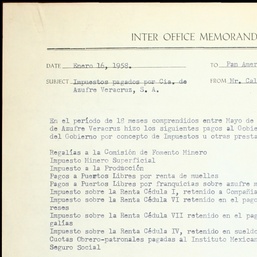 INTER OFFICE MEMORAND
DATE Enero 16, 1958. TO Pan Amer
SUBJECT Impuestos pagados por Cía. de FROM Mr. Cal
Azufre Veracruz, S. A.
En el período de 18 meses comprendidos entre Mayo de
de Azufre Veracruz hizo los siguientes pagos al Gobie
del Gobierno por concepto de Impuestos u otras presta
Regalías a la Comisión de Fomento Minero
Impuesto Minero Superficial
Impuesto a la Producción
Pagos a Puertos Libres por renta de muelles
Pagos a Puertos Libres por franquicias sobre azufre m
Impuesto sobre la Renta Cédula I, retenido a Compañía
Impuesto sobre la Renta Cédula VI retenido en el pago
reses
Impuesto sobre la Renta Cédula VII retenido en el pag
galías
Impuesto sobre la Renta Cédula IV, retenido en sueldo
Cuotas Obrero-patronales pagadas al Instituto Mexican
Seguro Social